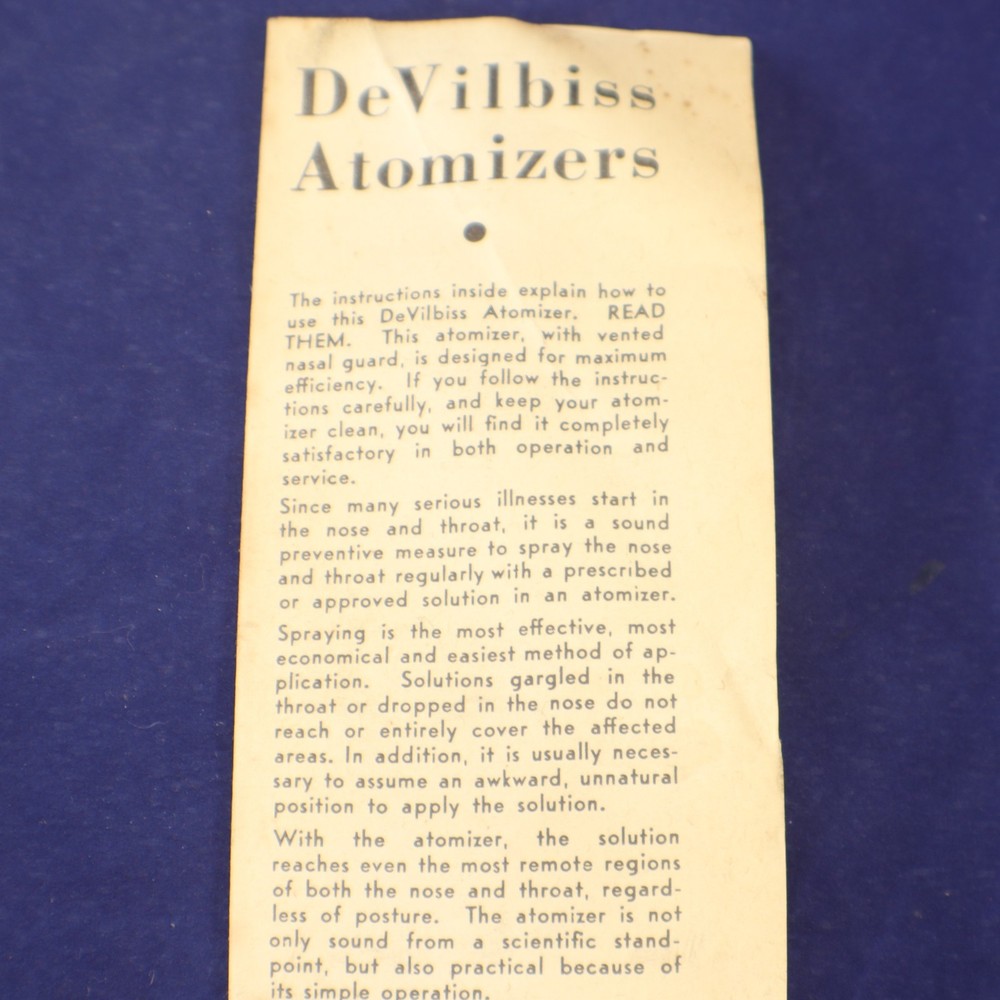 DeVilbiss
Atomizers
The instructions inside explain how to
use this DeVilbiss Atomizer. READ
THEM. This atomizer, with vented
nasal guard, is designed for maximum
efficiency. If you follow the instruc-
tions carefully, and keep your atom-
izer clean, you will find it completely
satisfactory in both operation and
service.
Since many serious illnesses start in
the nose and throat, it is a sound
preventive measure to spray the nose
and throat regularly with a prescribed
or approved solution in an atomizer.
Spraying is the most effective, most
economical and easiest method of ap-
plication. Solutions gargled in the
throat or dropped in the nose do not
reach or entirely cover the affected
areas. In addition, it is usually neces-
sary to assume an awkward, unnatural
position to apply the solution.
With the atomizer, the solution
reaches even the most remote regions
of both the nose and throat, regard-
less of posture. The atomizer is not
only sound from a scientific stand-
point, but also practical because of
its simple operation.